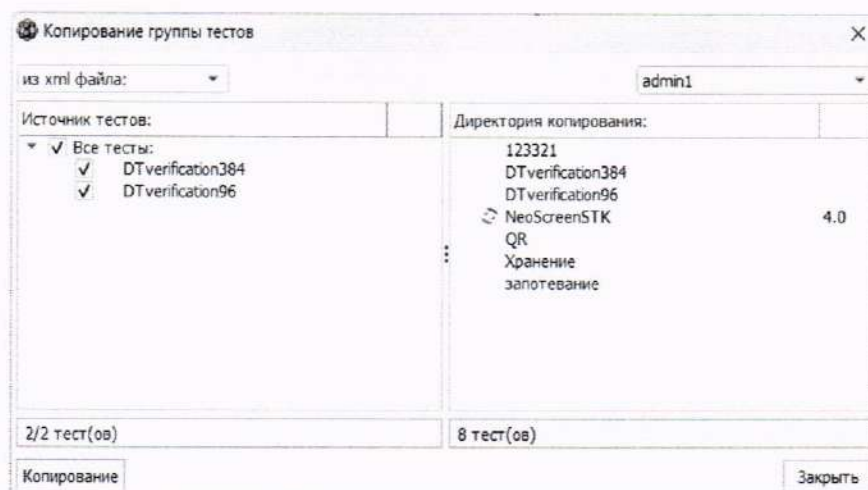 Копирование группы тестов
из xml файла:
admin1
Источник тестов:
Директория копирования:
Все тесты:
DTverification384
DTverification96
123321
DTverification384
DTverification96
NeoScreenSTK 4.0
QR
Хранение
запотевание
2/2 тест(ов)
8 тест(ов)
Копирование
Закрыть